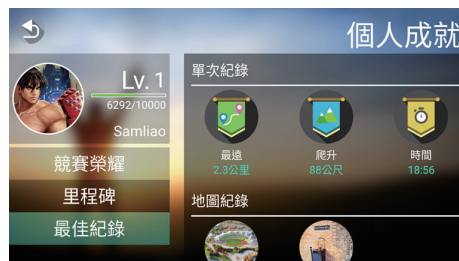 個人成就
Lv. 1
6292/10000
Samliao
競賽榮耀
里程碑
最佳紀錄
單次紀錄
最遠
2.3公里
爬升
88公尺
時間
18:56
地圖紀錄